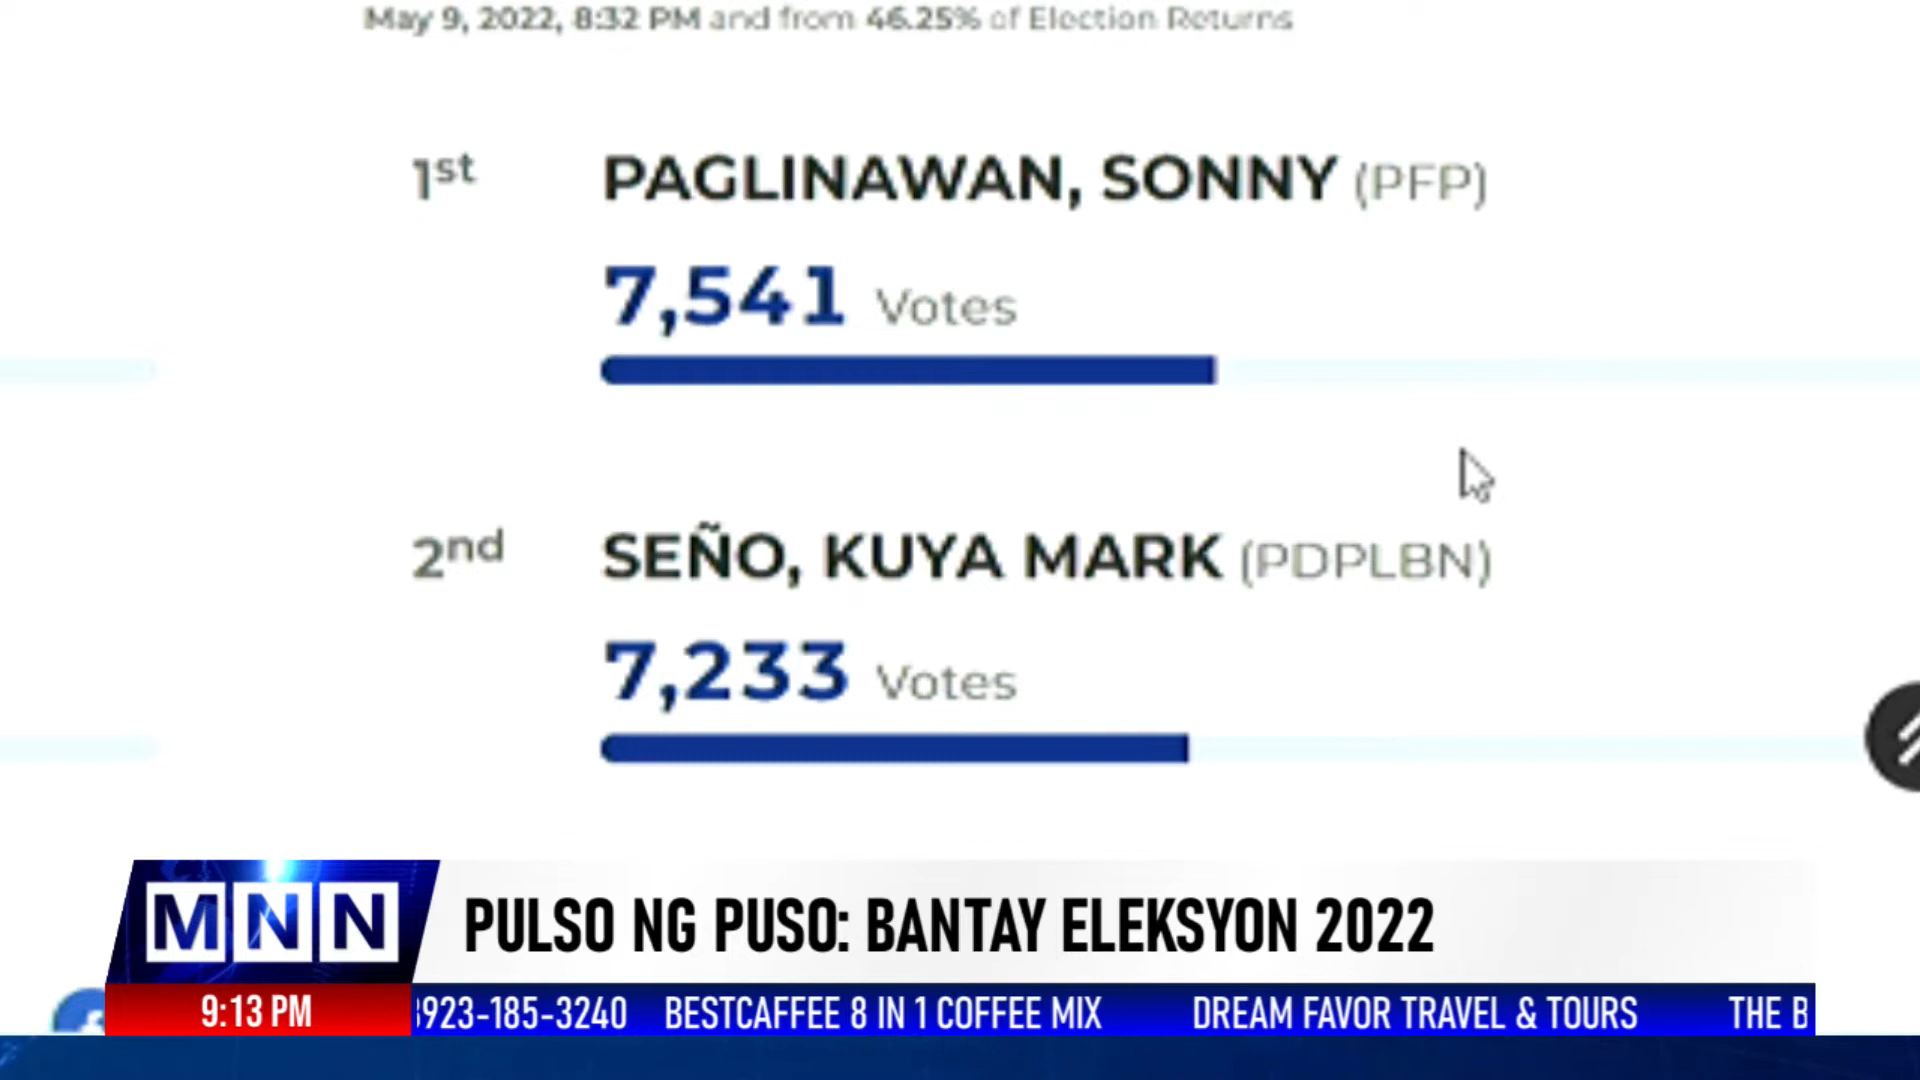 May 9, 2022, 8:32 PM and from 46.25% of Election Returns
1st PAGLINAWAN, SONNY (PFP)
7,541 Votes
2nd SEÑO, KUYA MARK (PDPLBN)
7,233 Votes
MNN PULSO NG PUSO: BANTAY ELEKSYON 2022
9:13 PM 923-185-3240 BESTCAFFEE 8 IN 1 COFFEE MIX DREAM FAVOR TRAVEL & TOURS THE B